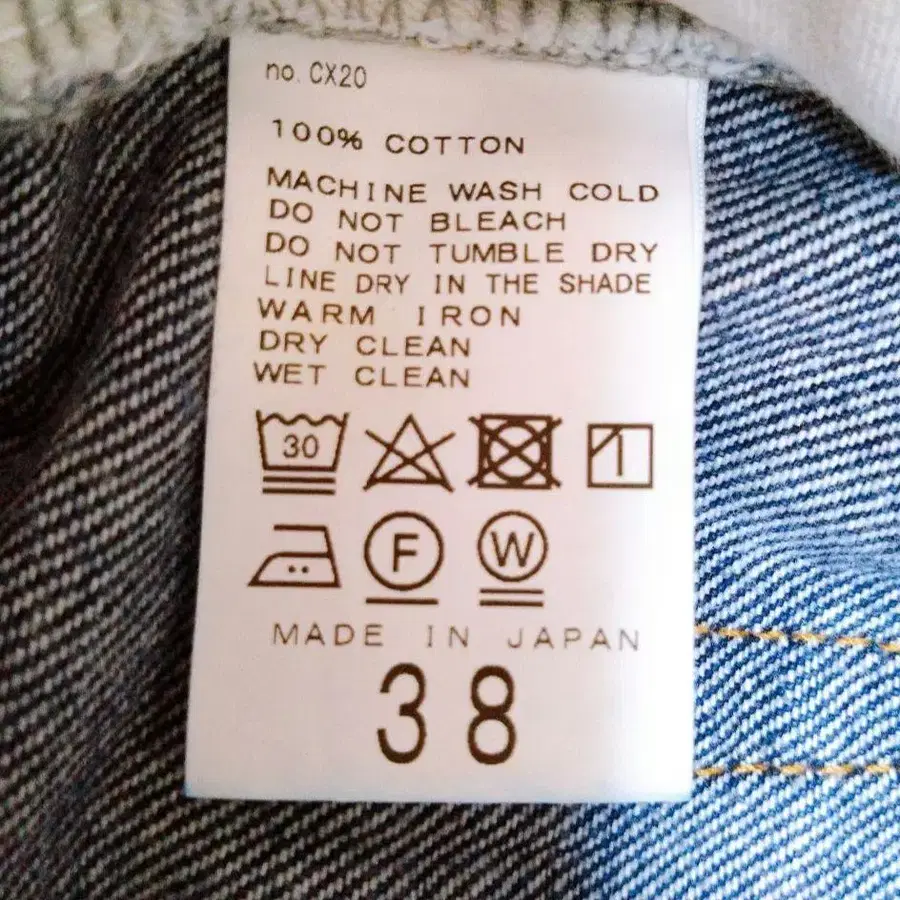 no. CX20
100% COTTON
MACHINE WASH COLD
DO NOT BLEACH
DO NOT TUMBLE DRY
LINE DRY IN THE SHADE
WARM IRON
DRY CLEAN
WET CLEAN
30
F W
MADE IN JAPAN
38